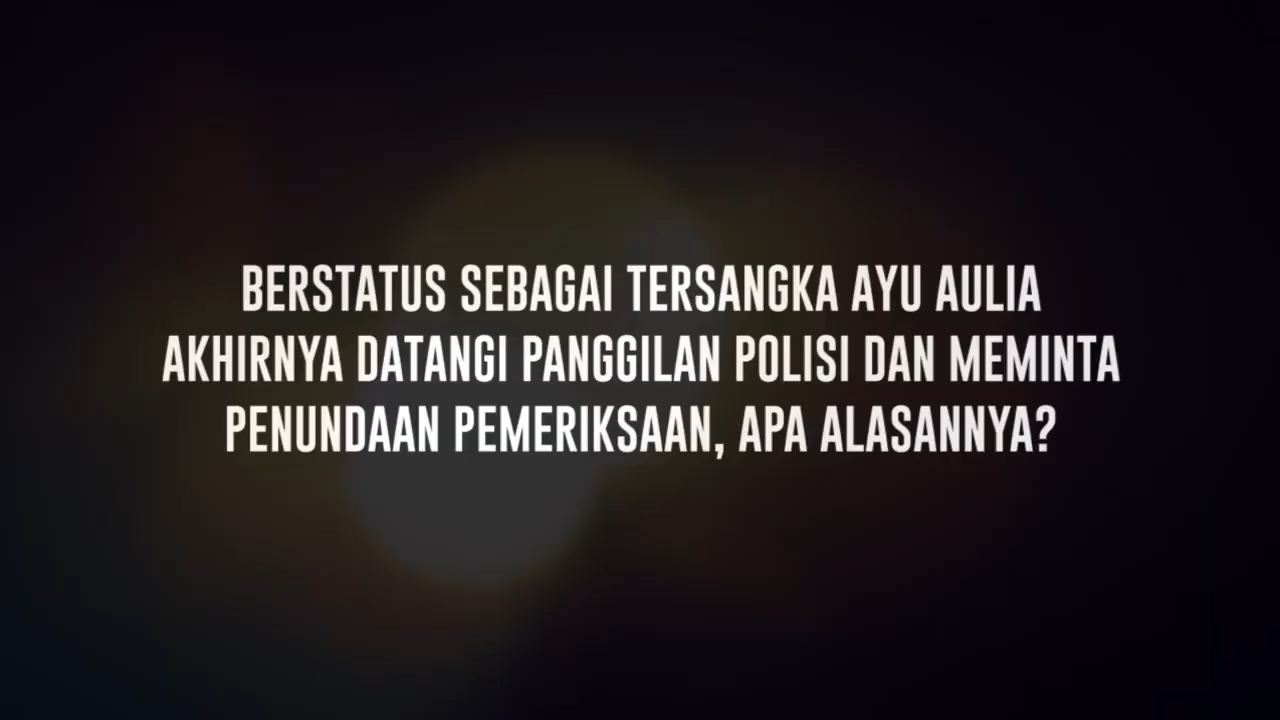 BERSTATUS SEBAGAI TERSANGKA AYU AULIA
AKHIRNYA DATANGI PANGGILAN POLISI DAN MEMINTA
PENUNDAAN PEMERIKSAAN, APA ALASANNYA?